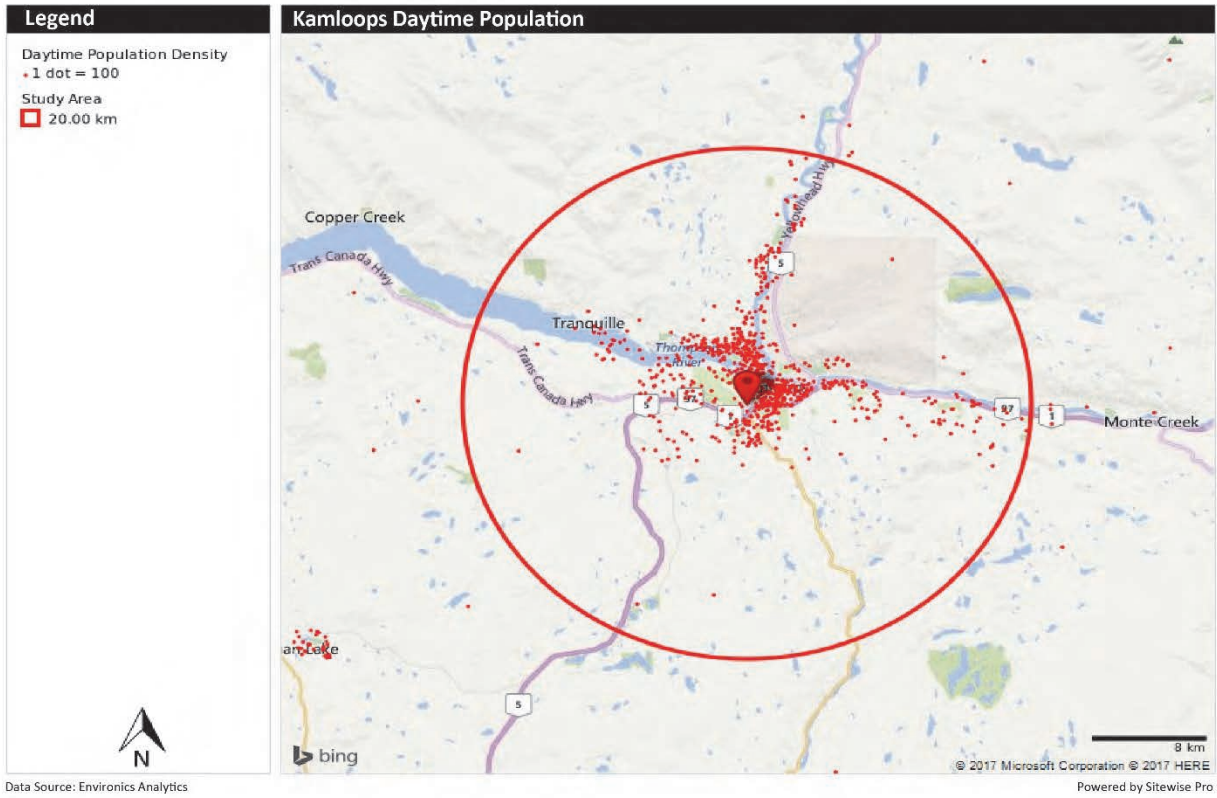 Legend
Daytime Population Density
1 dot = 100
Study Area
20.00 km
N
Kamloops Daytime Population
Copper Creek
Trans Canada Hwy
Yellowhead Hwy
5
Tranquille
River
Trans Canada Hwy
5
97
1
97
1
Monte Creek
Lake
5
bing
8 km
© 2017 Microsoft Corporation © 2017 HERE
Data Source: Environics Analytics
Powered by Sitewise Pro